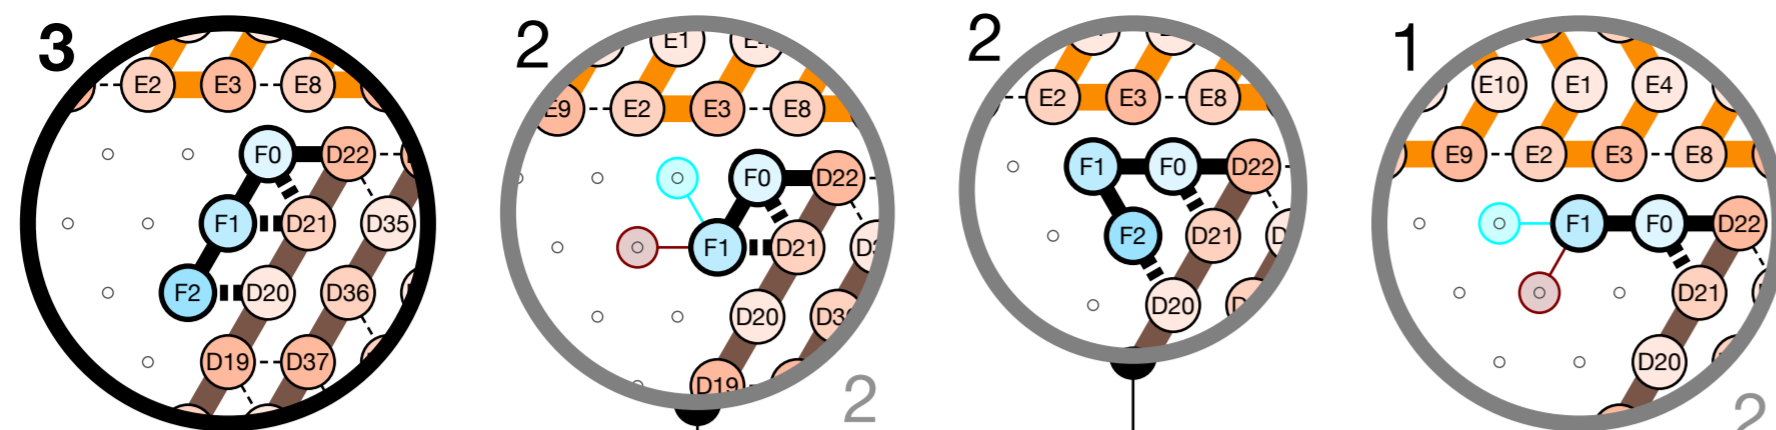 3
E2 E3 E8
F0 D22
F1 D21 D35
F2 D20 D36
D19 D37
2
E1 E4
E9 E2 E3 E8
F0 D22
F1 D21
D20
D19
2
2
E2 E3 E8
F1 F0 D22
F2 D21
D20
1
E10 E1 E4
E9 E2 E3 E8
F1 F0 D22
D21
D20
2